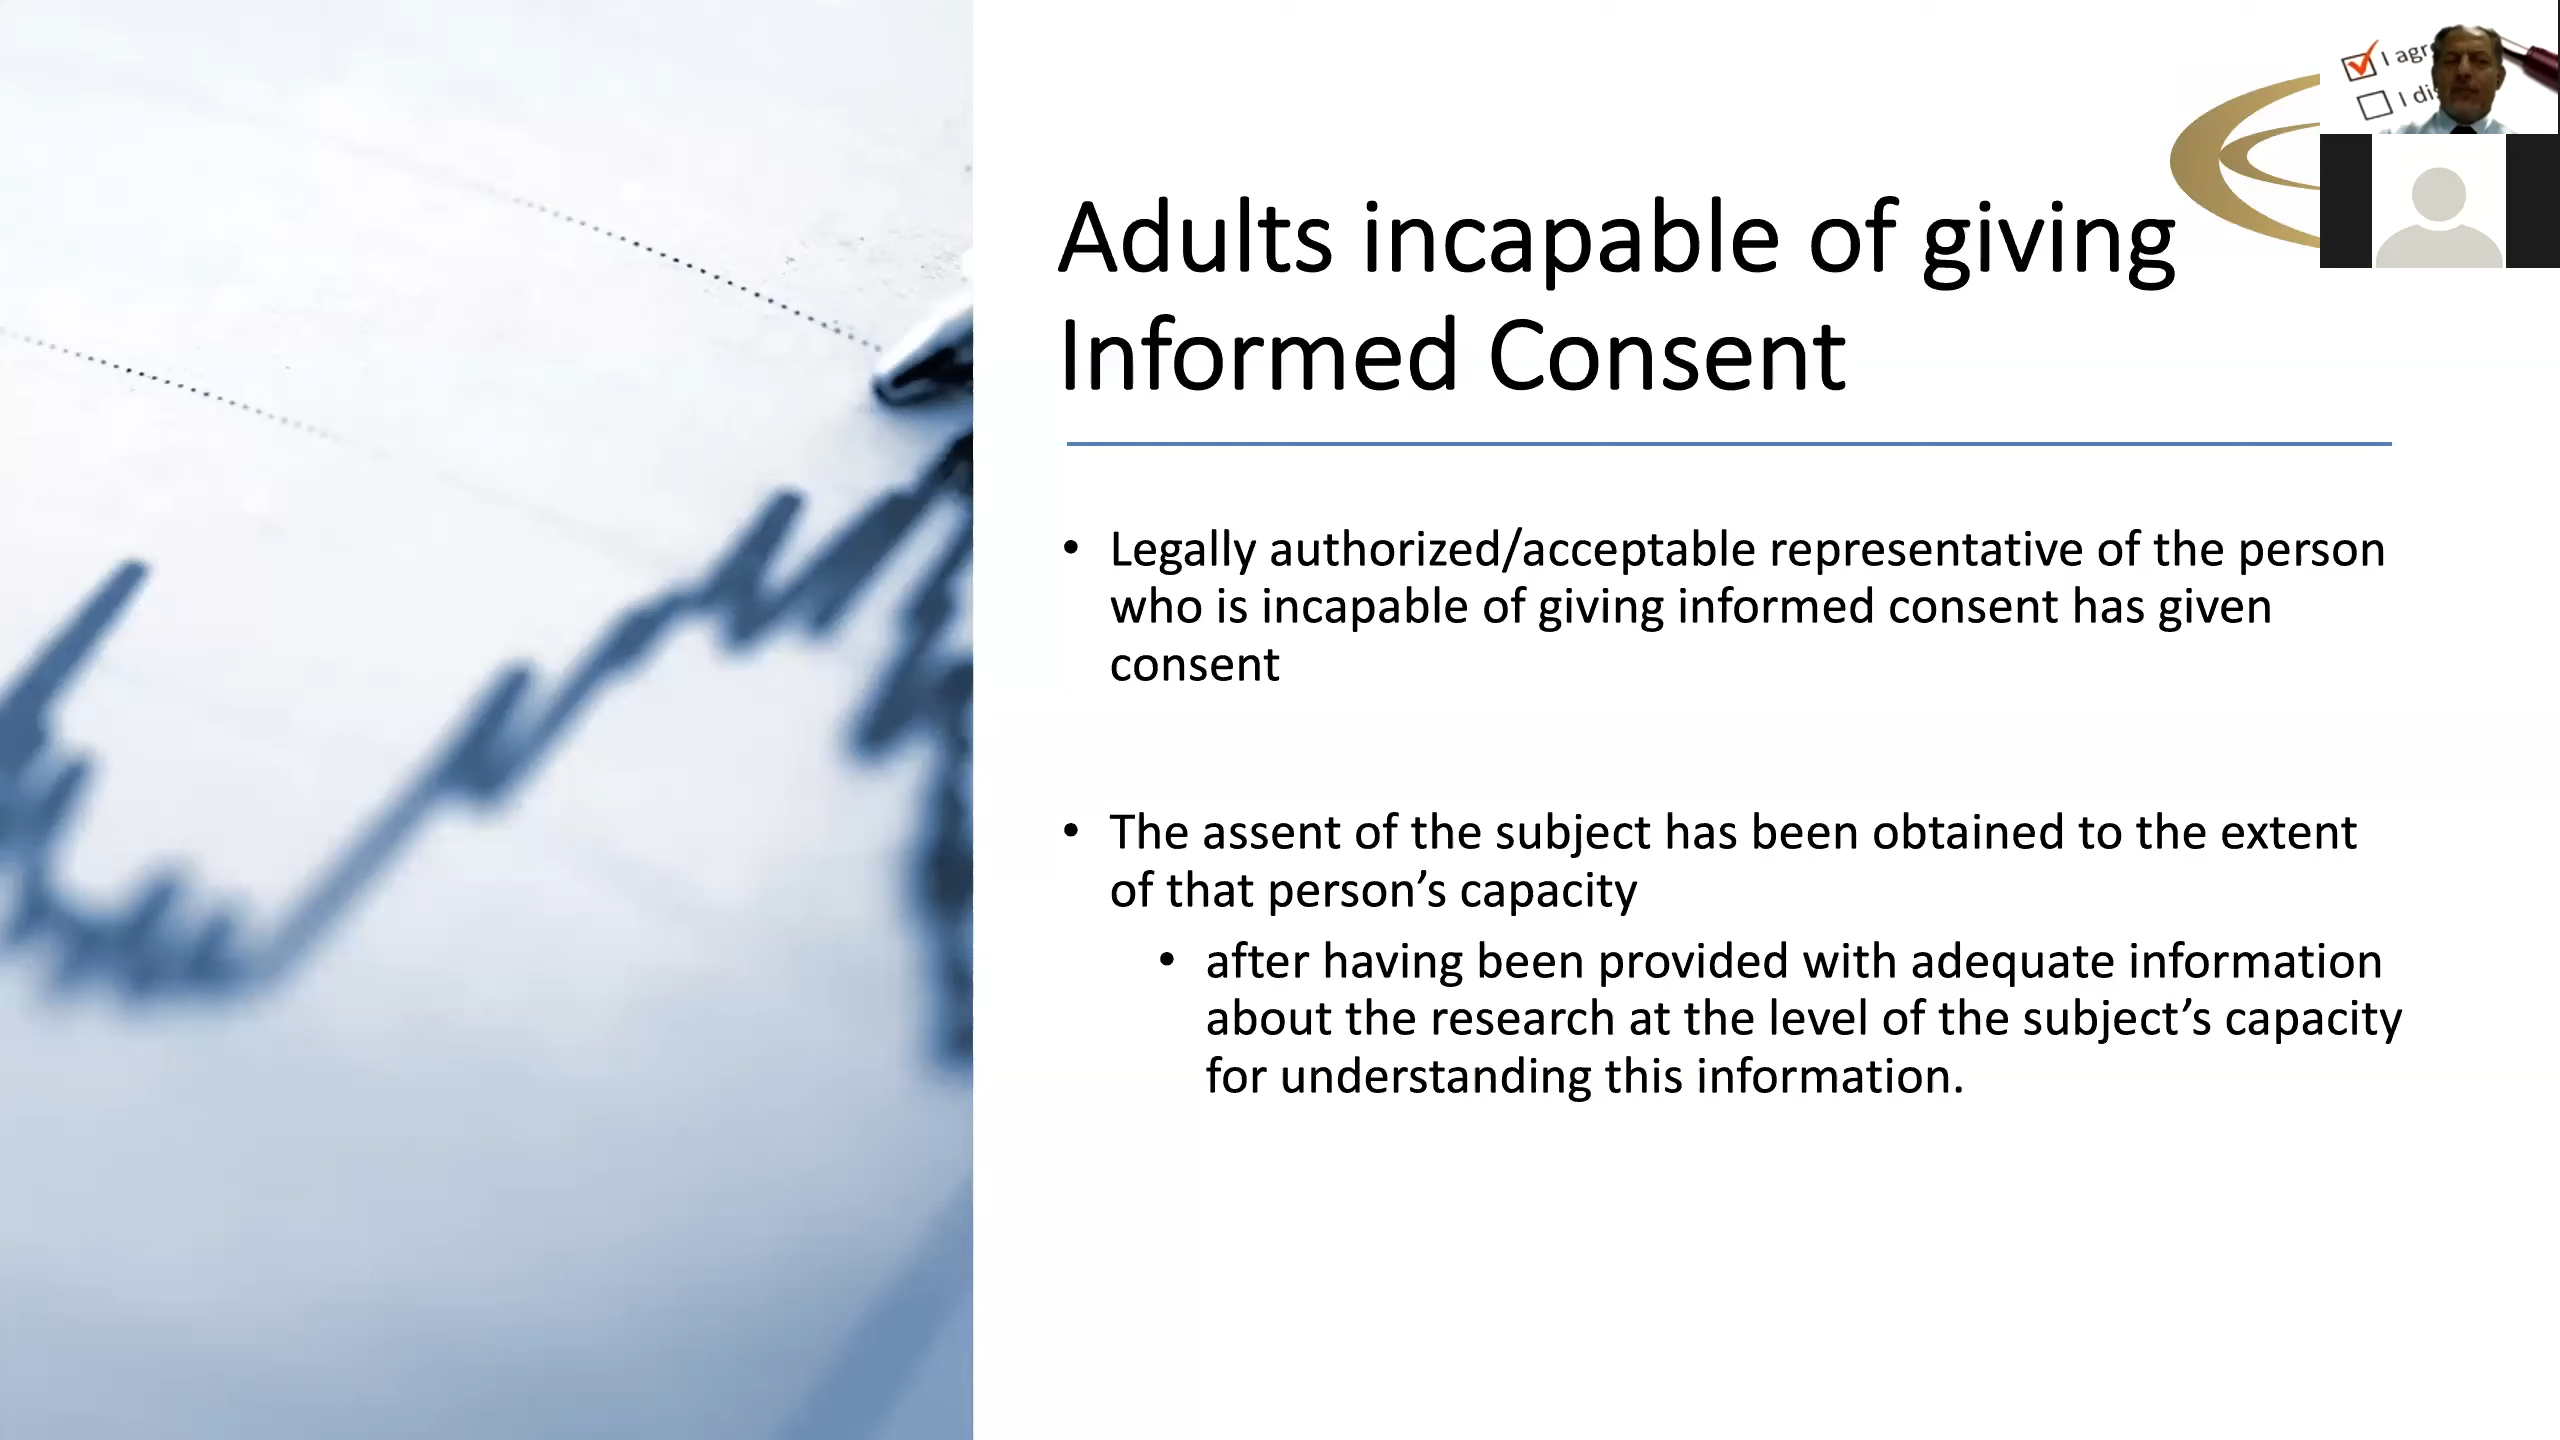 I agr
I di
Adults incapable of giving
Informed Consent
• Legally authorized/acceptable representative of the person
who is incapable of giving informed consent has given
consent
• The assent of the subject has been obtained to the extent
of that person’s capacity
• after having been provided with adequate information
about the research at the level of the subject’s capacity
for understanding this information.